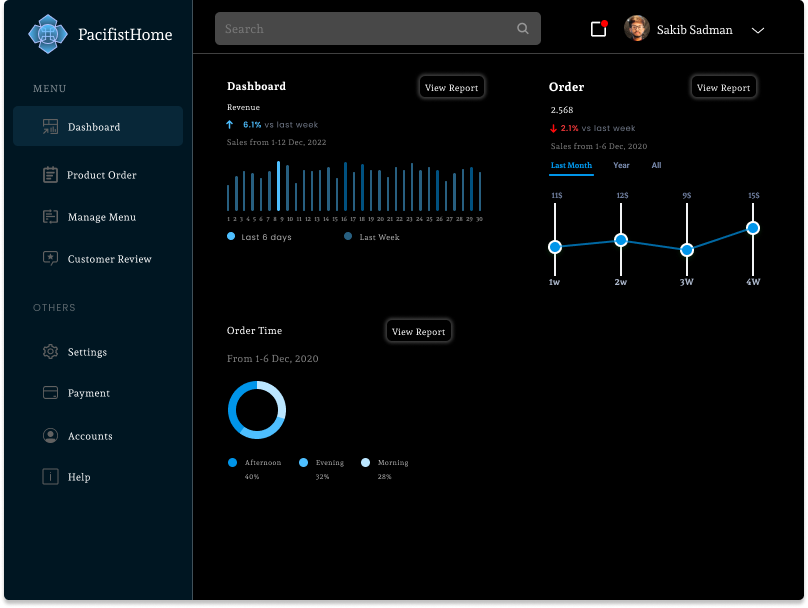 PacifistHome
Search
Sakib Sadman
MENU
Dashboard
Product Order
Manage Menu
Customer Review
OTHERS
Settings
Payment
Accounts
Help
Dashboard
View Report
Revenue
6.1% vs last week
Sales from 1-12 Dec, 2022
1 2 3 4 5 6 7 8 9 10 11 12 13 14 15 16 17 18 19 20 21 22 23 24 25 26 27 28 29 30
Last 6 days
Last Week
Order
View Report
2,568
2.1% vs last week
Sales from 1-6 Dec, 2020
Last Month Year All
11S 12S 9S 15S
1w 2w 3W 4W
Order Time
View Report
From 1-6 Dec, 2020
Afternoon Evening Morning
40% 32% 28%